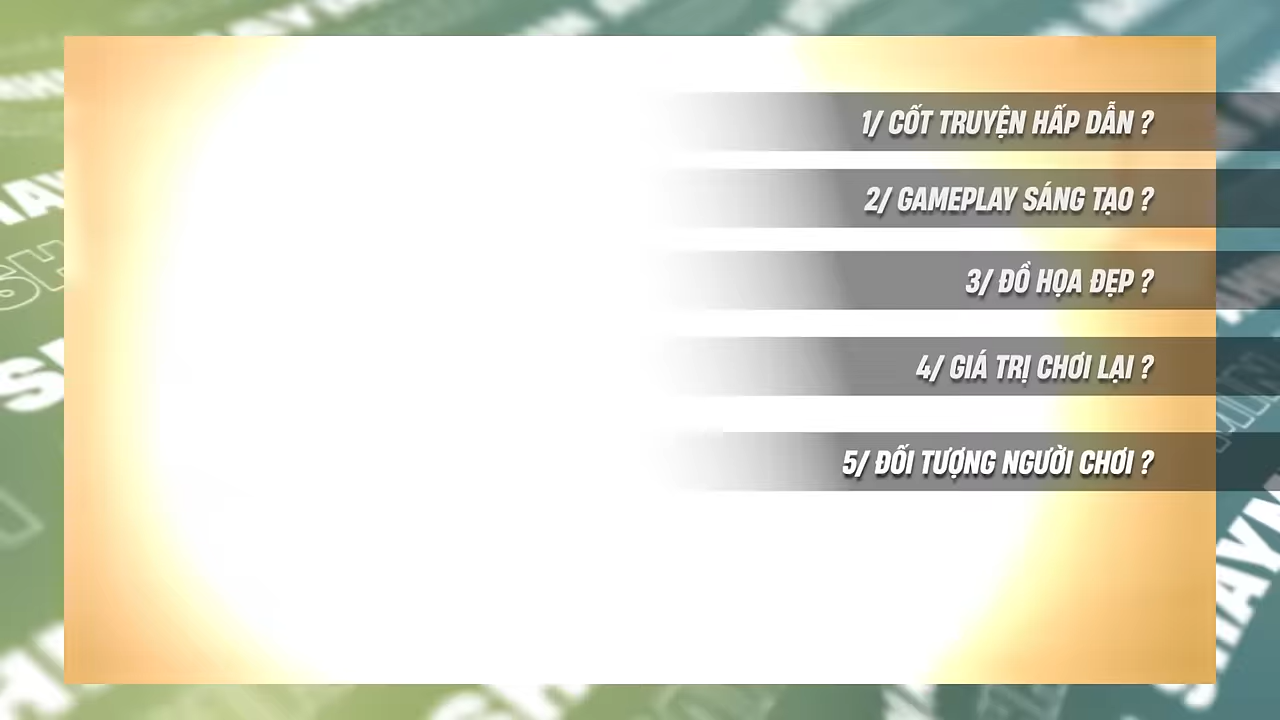 1/ CỐT TRUYỆN HẤP DẪN ?
2/ GAMEPLAY SÁNG TẠO ?
3/ ĐỒ HỌA ĐẸP ?
4/ GIÁ TRỊ CHƠI LẠI ?
5/ ĐỐI TƯỢNG NGƯỜI CHƠI ?